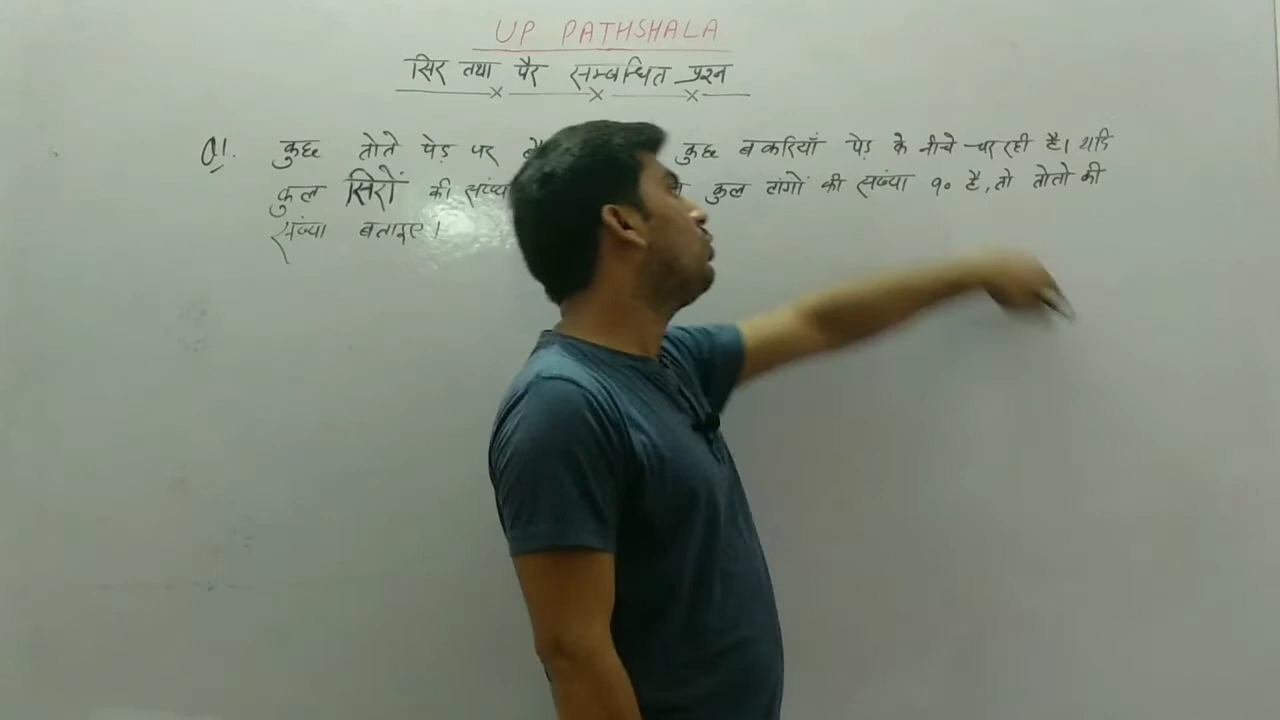 UP PATHSHALA
सिर तथा पैर सम्बन्धित प्रश्न
Q1. कुछ तोते पेड़ पर कुछ बकरियाँ पेड़ के नीचे चर रही है। यदि
कुल सिरों की कुल टांगों की संख्या 90 है, तो तोतो की
संख्या बताइए।